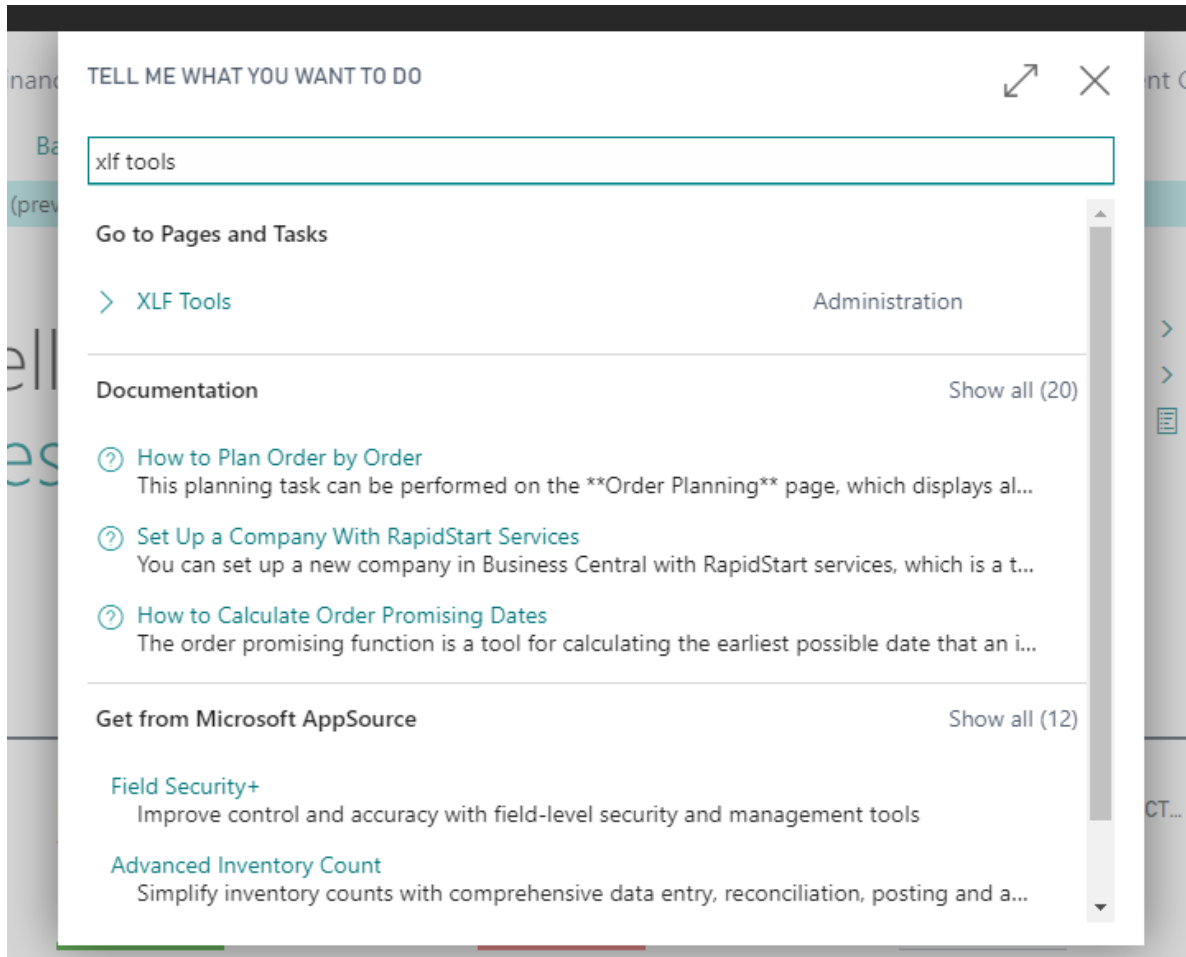 TELL ME WHAT YOU WANT TO DO
xlf tools
Go to Pages and Tasks
XLF Tools Administration
Documentation Show all (20)
How to Plan Order by Order
This planning task can be performed on the **Order Planning** page, which displays al...
Set Up a Company With RapidStart Services
You can set up a new company in Business Central with RapidStart services, which is a t...
How to Calculate Order Promising Dates
The order promising function is a tool for calculating the earliest possible date that an i...
Get from Microsoft AppSource Show all (12)
Field Security+
Improve control and accuracy with field-level security and management tools
Advanced Inventory Count
Simplify inventory counts with comprehensive data entry, reconciliation, posting and a...